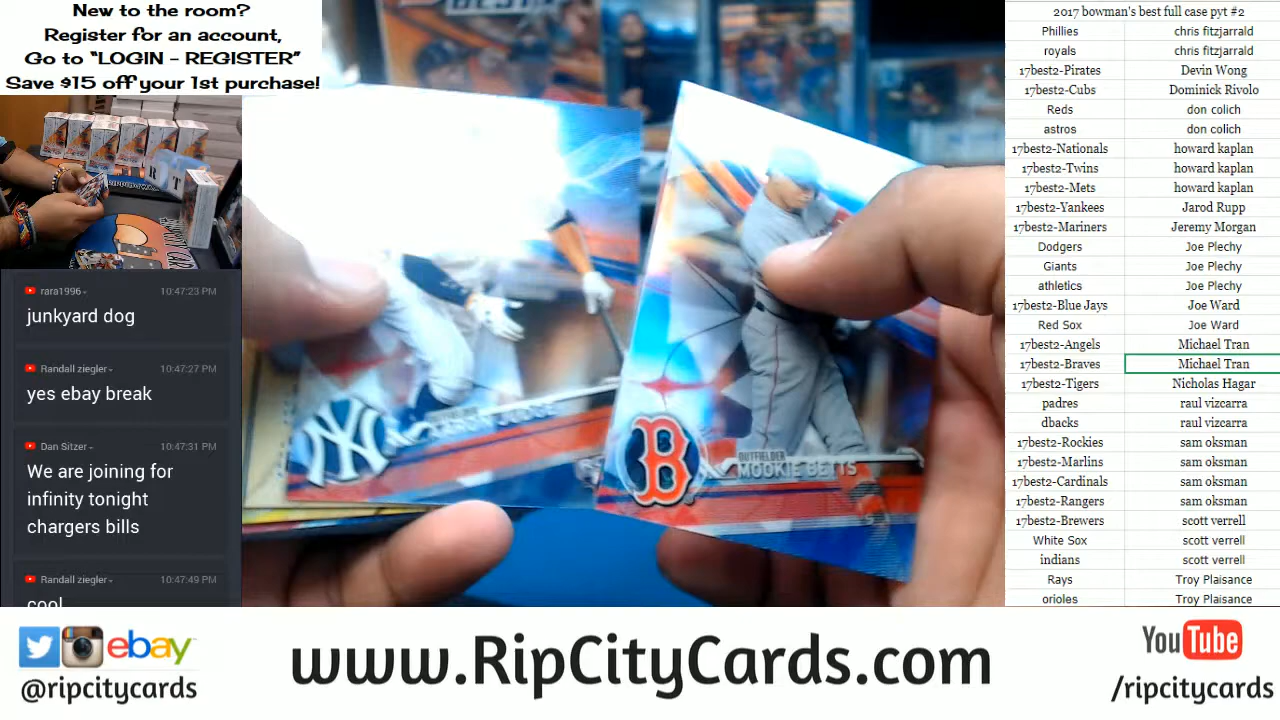 New to the room?
Register for an account,
Go to “LOGIN - REGISTER”
Save $15 off your 1st purchase!
rara1996
10:47:23 PM
junkyard dog
Randall ziegler
10:47:27 PM
yes ebay break
Dan Sitzer
10:47:31 PM
We are joining for
infinity tonight
chargers bills
Randall ziegler
10:47:49 PM
cool
NY
OUTFIELDER
AARON JUDGE
B
OUTFIELDER
MOOKIE BETTS
2017 bowman's best full case pyt #2
Phillies chris fitzjarrald
royals chris fitzjarrald
17best2-Pirates Devin Wong
17best2-Cubs Dominick Rivolo
Reds don colich
astros don colich
17best2-Nationals howard kaplan
17best2-Twins howard kaplan
17best2-Mets howard kaplan
17best2-Yankees Jarod Rupp
17best2-Mariners Jeremy Morgan
Dodgers Joe Plechy
Giants Joe Plechy
athletics Joe Plechy
17best2-Blue Jays Joe Ward
Red Sox Joe Ward
17best2-Angels Michael Tran
17best2-Braves Michael Tran
17best2-Tigers Nicholas Hagar
padres raul vizcarra
dbacks raul vizcarra
17best2-Rockies sam oksman
17best2-Marlins sam oksman
17best2-Cardinals sam oksman
17best2-Rangers sam oksman
17best2-Brewers scott verrell
White Sox scott verrell
indians scott verrell
Rays Troy Plaisance
orioles Troy Plaisance
ebay
@ripcitycards
www.RipCityCards.com
YouTube
/ripcitycards